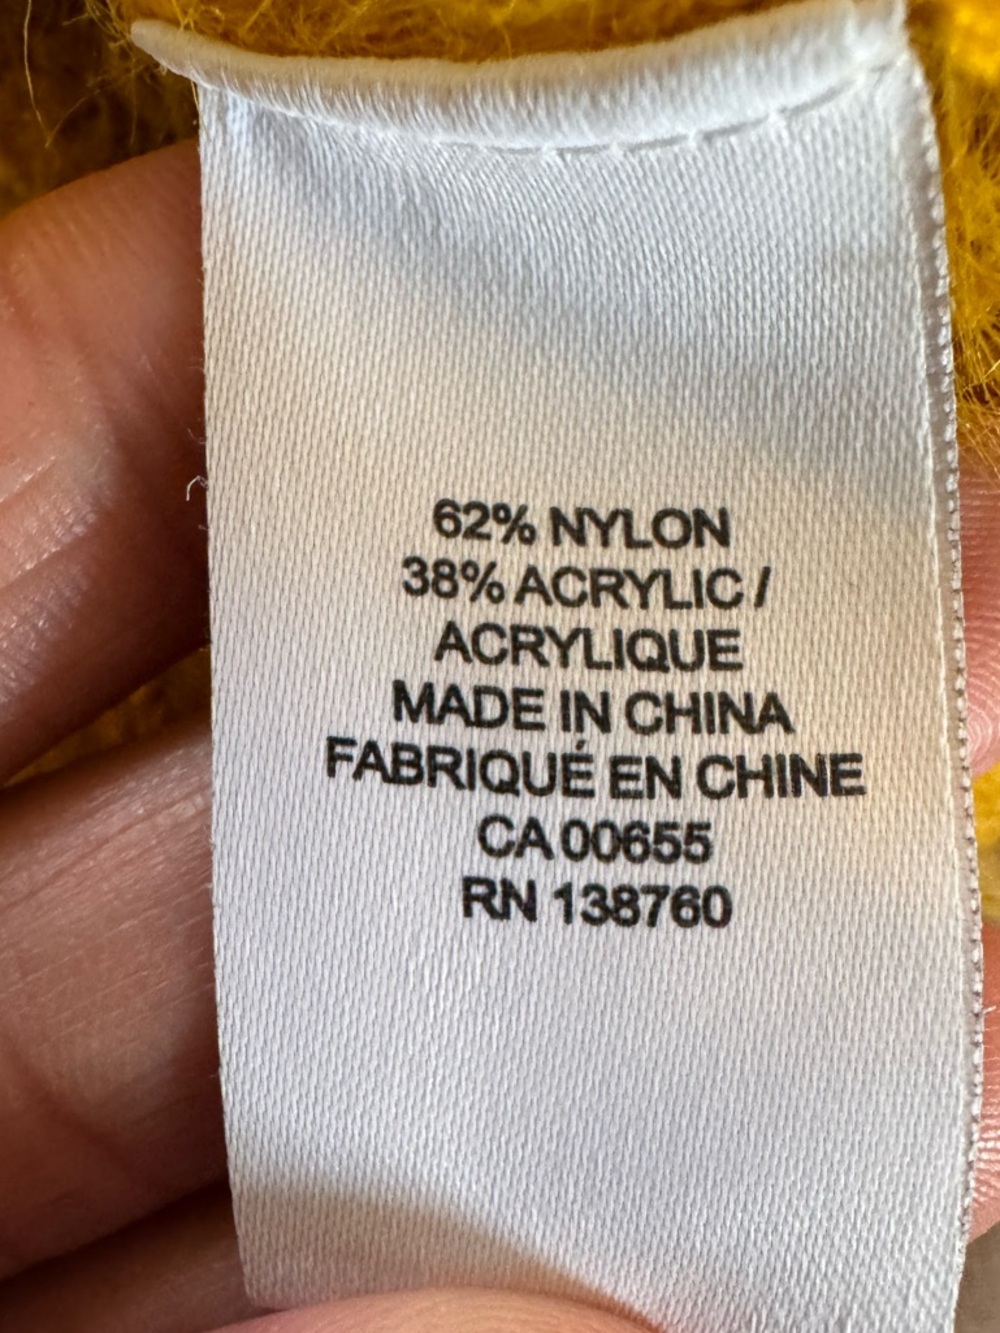 62% NYLON
38% ACRYLIC /
ACRYLIQUE
MADE IN CHINA
FABRIQUÉ EN CHINE
CA 00655
RN 138760